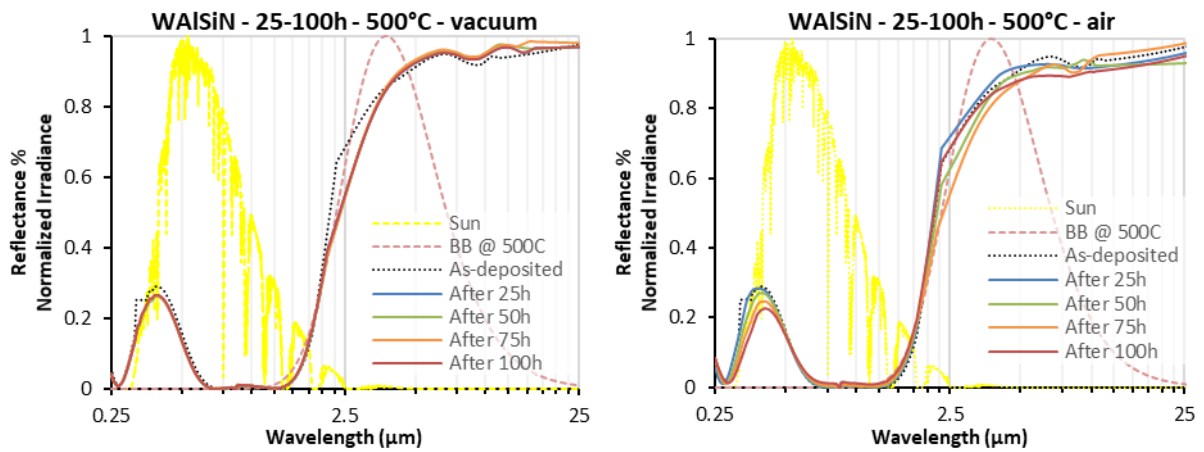 WAlSiN - 25-100h - 500°C - vacuum
Reflectance %
Normalized Irradiance
1
0.8
0.6
0.4
0.2
0
Sun
BB @ 500C
As-deposited
After 25h
After 50h
After 75h
After 100h
0.25
2.5
25
Wavelength (µm)
WAlSiN - 25-100h - 500°C - air
Reflectance %
Normalized Irradiance
1
0.8
0.6
0.4
0.2
0
Sun
BB @ 500C
As-deposited
After 25h
After 50h
After 75h
After 100h
0.25
2.5
25
Wavelength (µm)